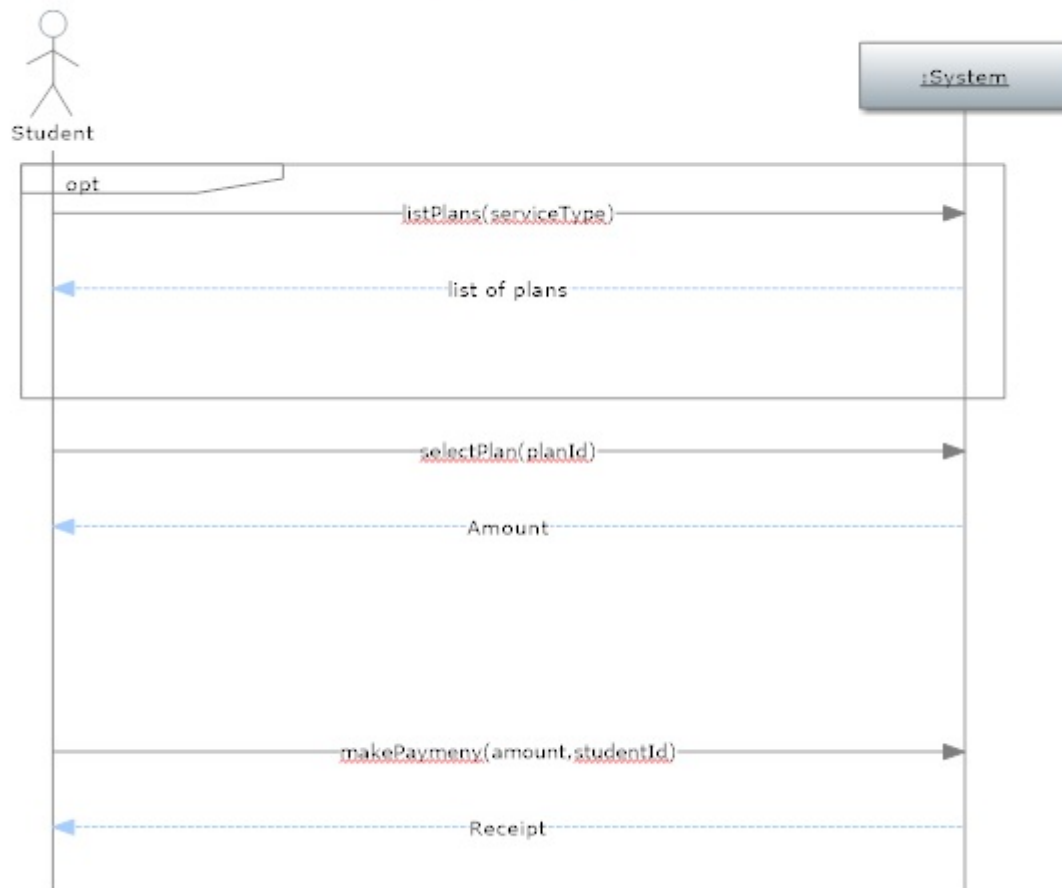 Student
:System
opt
listPlans(serviceType)
list of plans
selectPlan(planId)
Amount
makePaymeny(amount,studentId)
Receipt